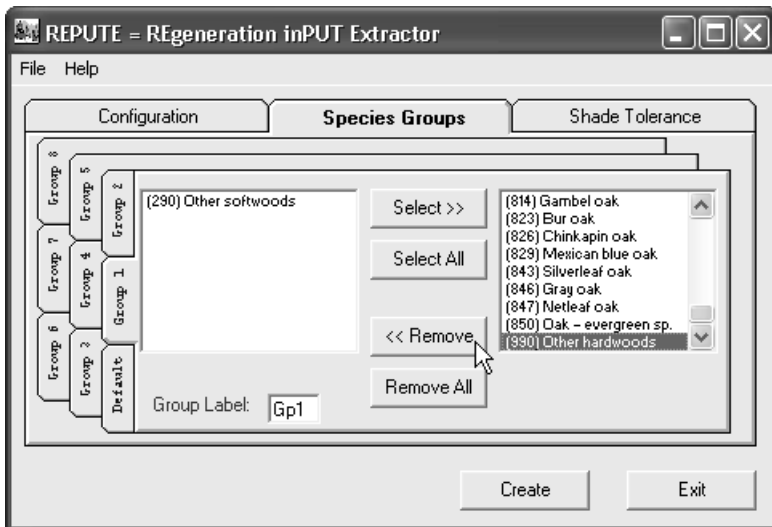 REPUTE = REgeneration inPUT Extractor
File Help
Configuration
Species Groups
Shade Tolerance
Group 8
Group 7
Group 6
Group 5
Group 4
Group 3
Group 2
Group 1
Default
(290) Other softwoods
Select >>
Select All
<< Remove
Remove All
(814) Gambel oak
(823) Bur oak
(826) Chinkapin oak
(829) Mexican blue oak
(843) Silverleaf oak
(846) Gray oak
(847) Netleaf oak
(850) Oak – evergreen sp.
(990) Other hardwoods
Group Label: Gp1
Create
Exit